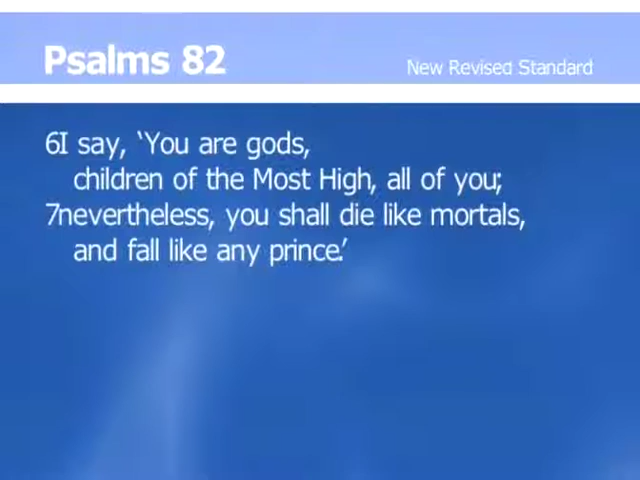 Psalms 82
New Revised Standard
6I say, ‘You are gods,
children of the Most High, all of you;
7nevertheless, you shall die like mortals,
and fall like any prince.’